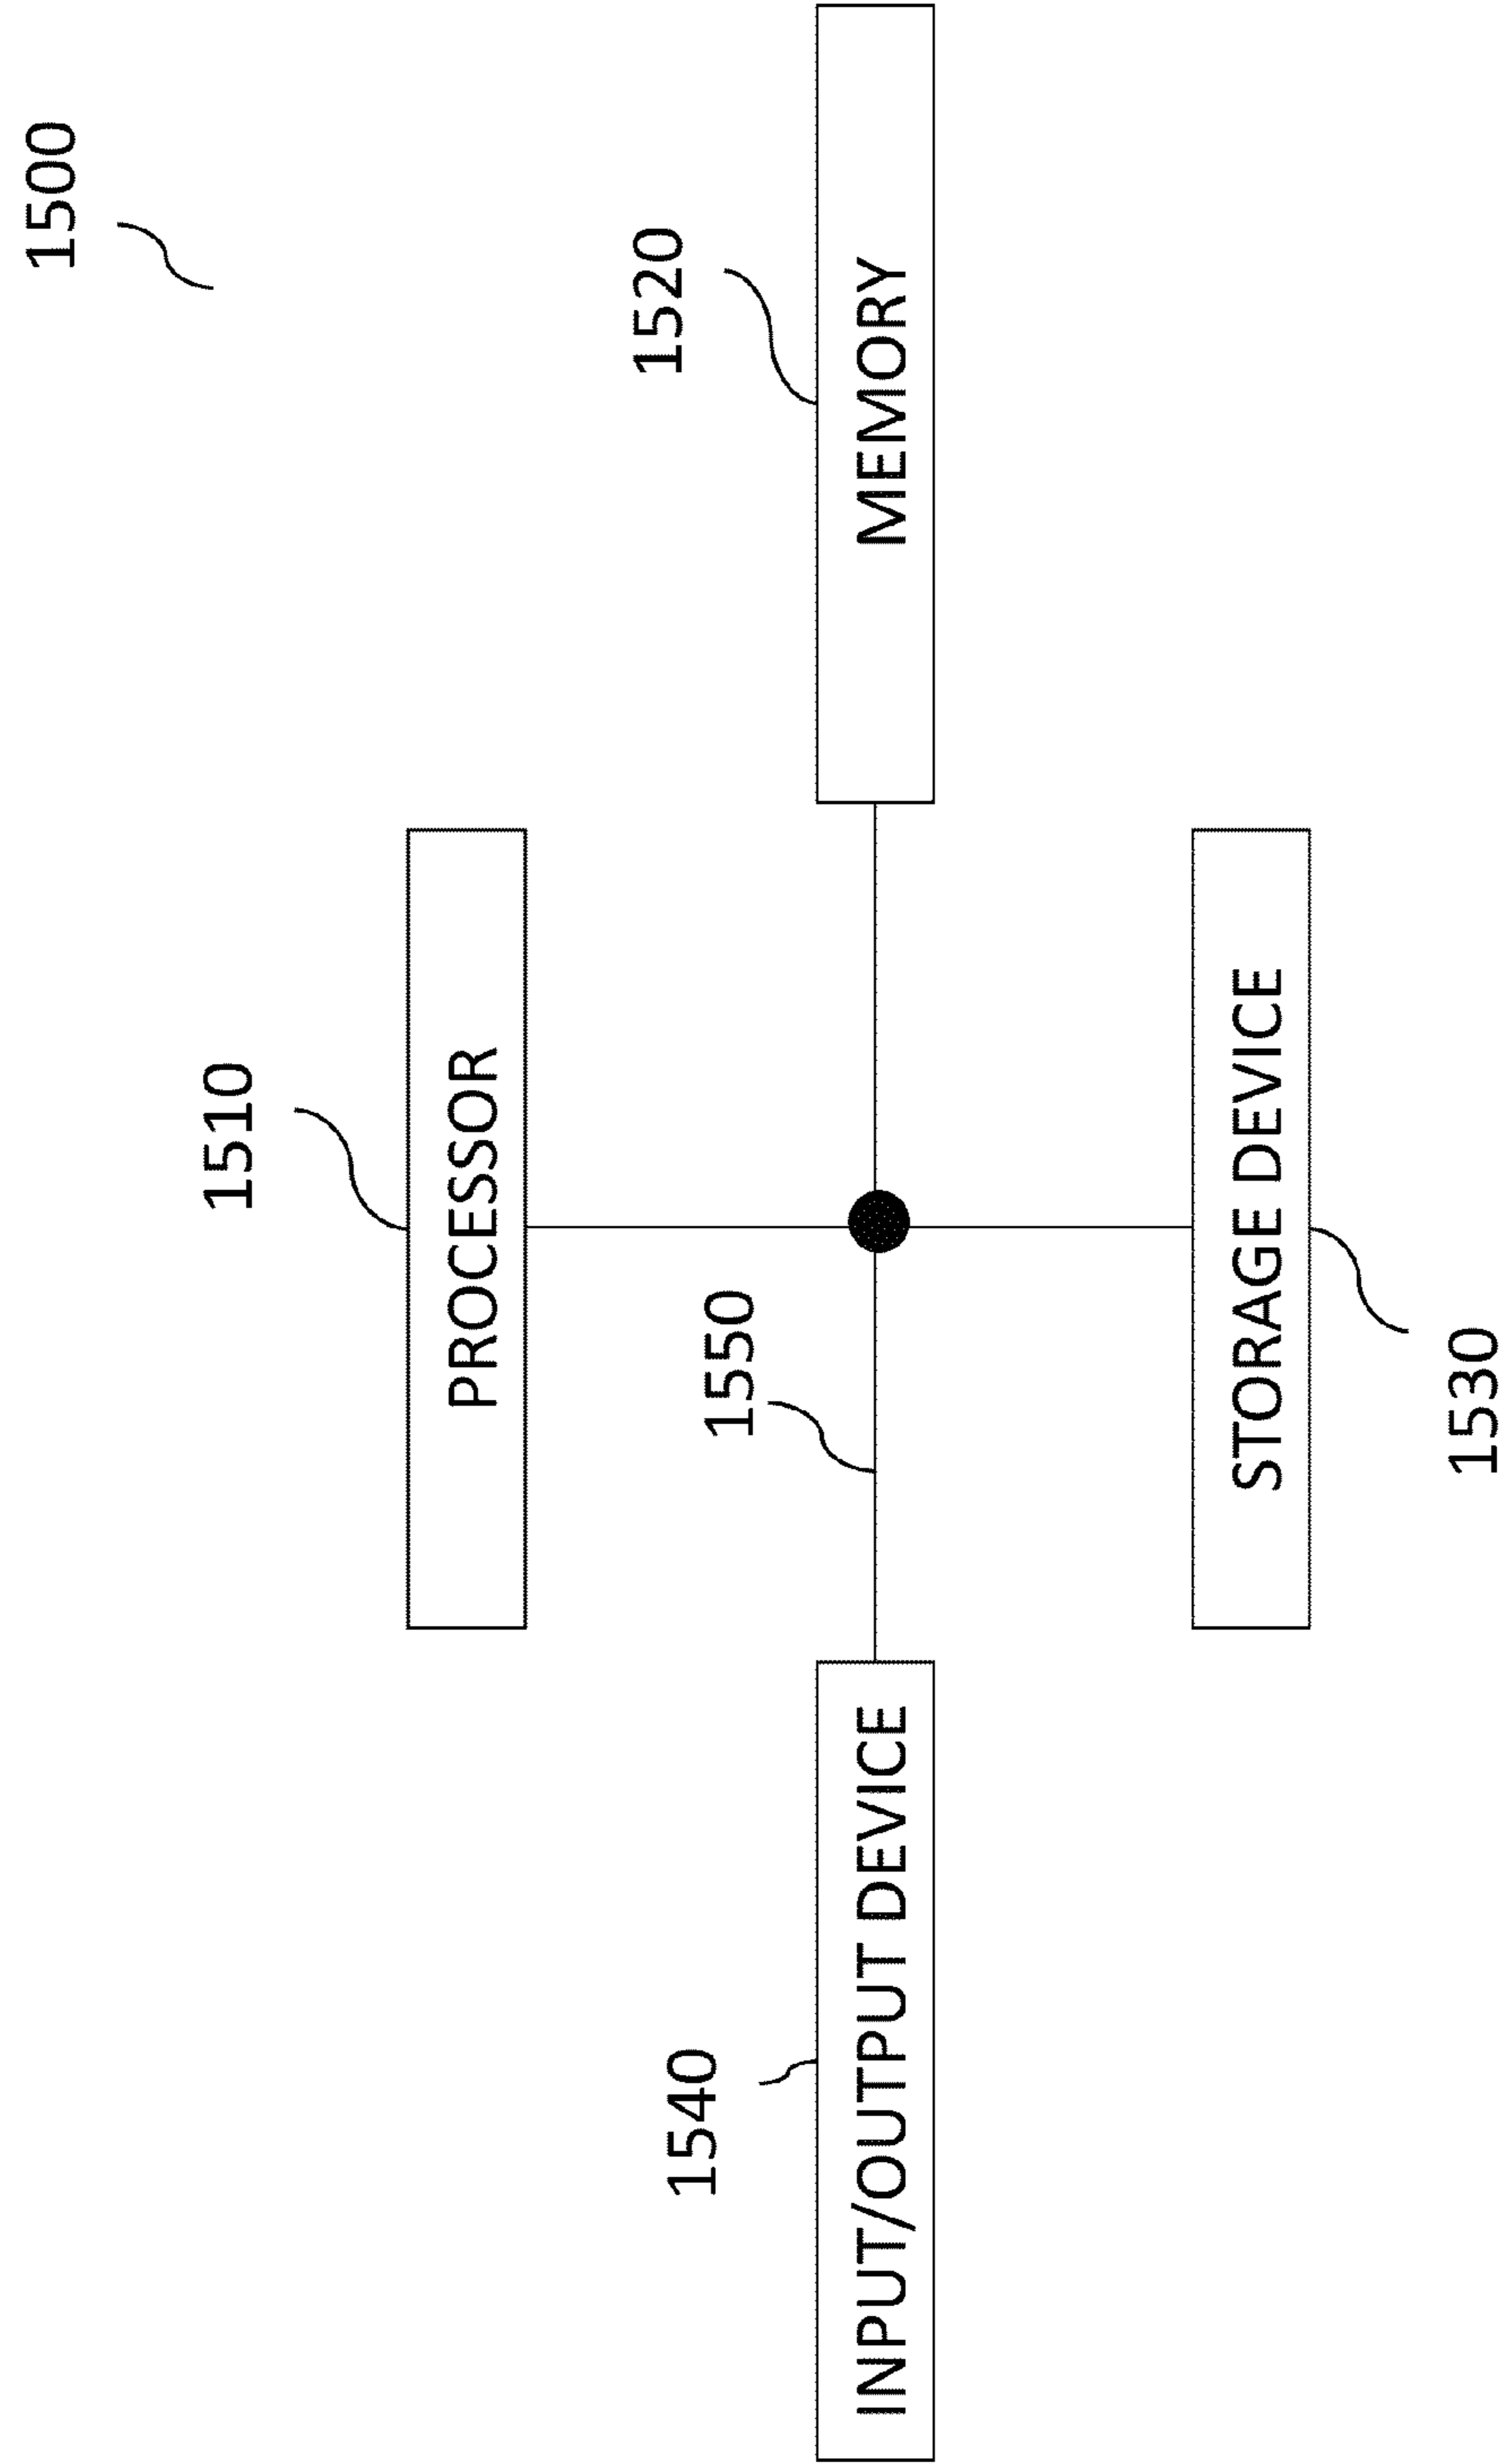 1500
1510
PROCESSOR
1520
MEMORY
1550
1540
INPUT/OUTPUT DEVICE
STORAGE DEVICE
1530